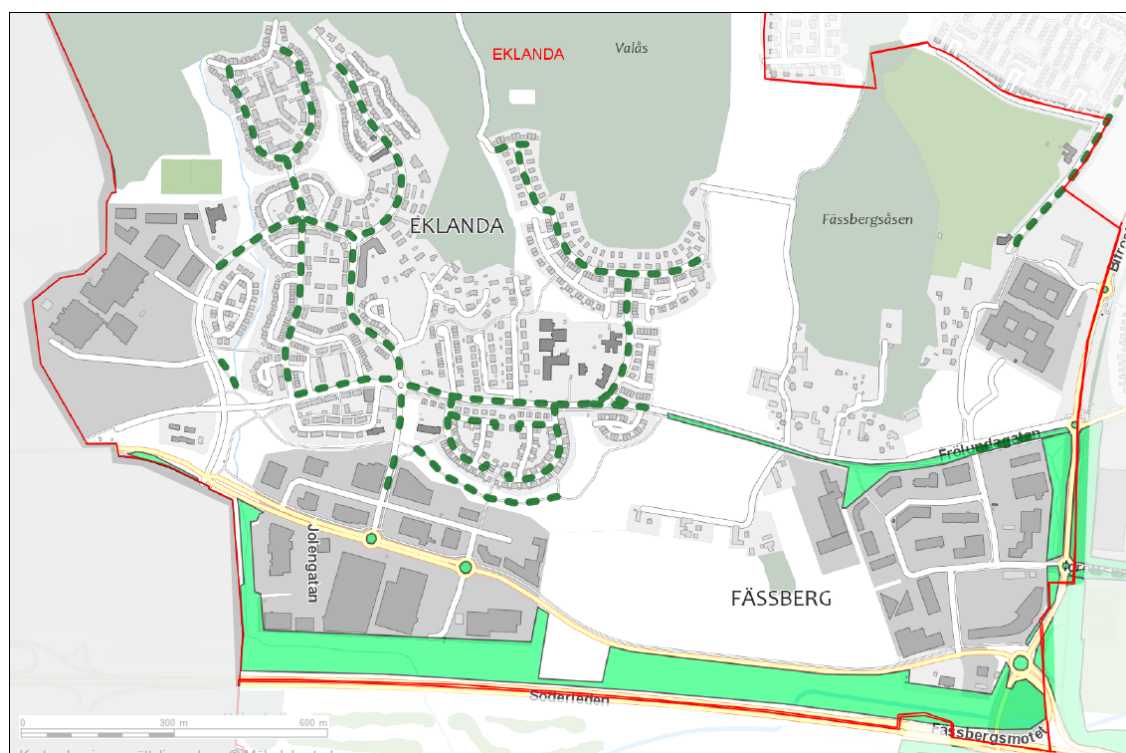 EKLANDA
Valås
EKLANDA
Fässbergsåsen
Frölundagatan
Jolengatan
FÄSSBERG
Söderleden
Fässbergsmotet
0 300 m 600 m